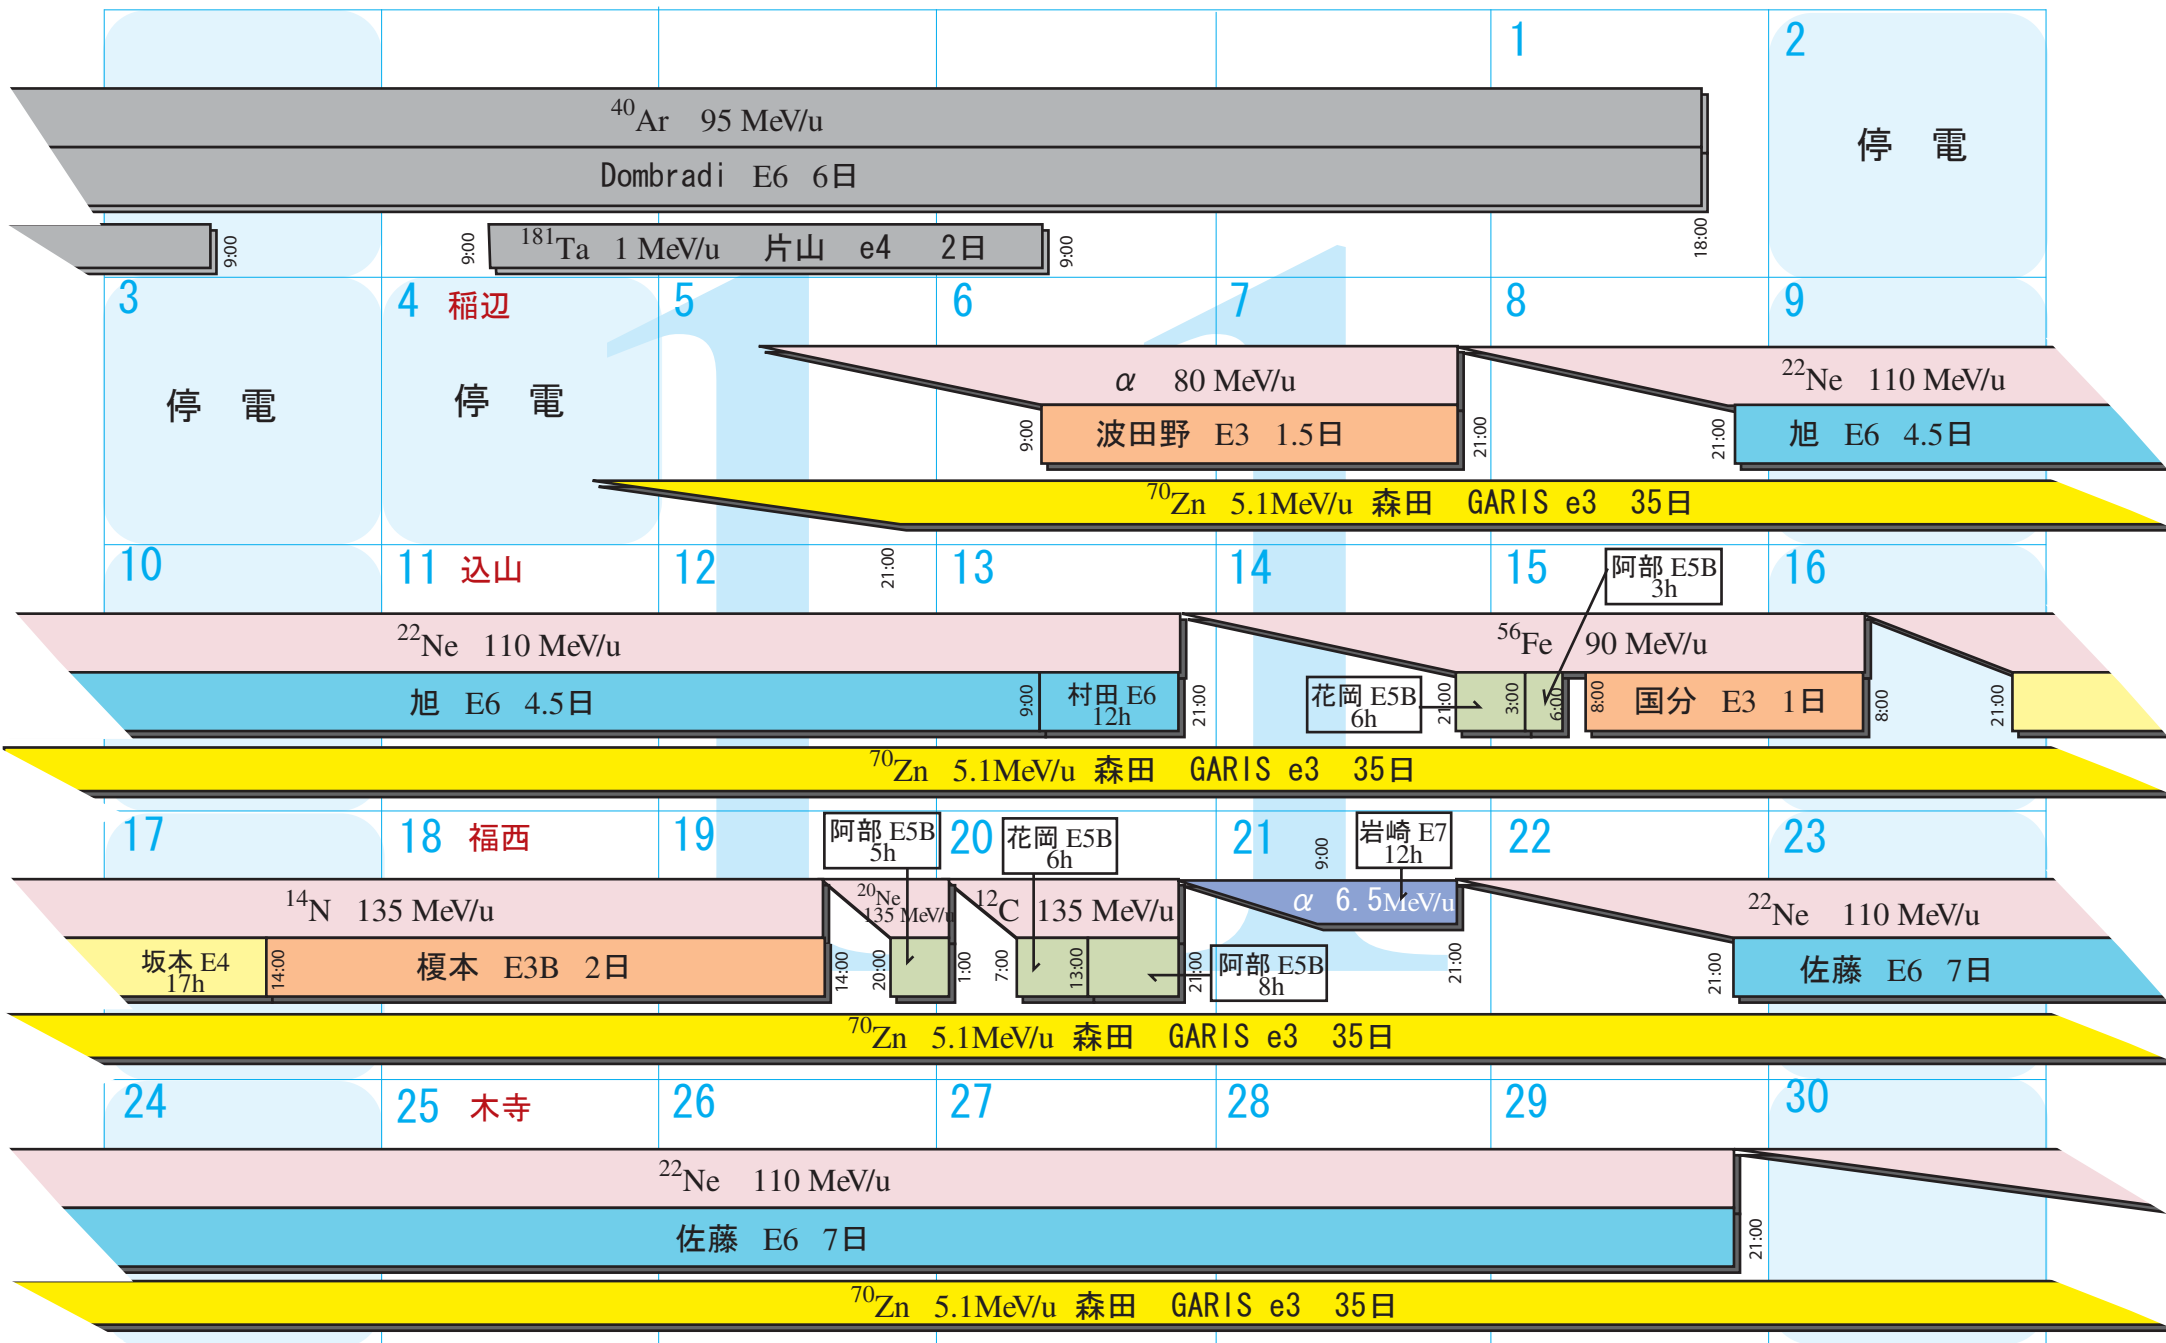 1
2
40Ar 95 MeV/u
停 電
Dombradi E6 6日
9:00
9:00
181Ta 1 MeV/u 片山 e4 2日
9:00
18:00
3
4 稲辺
5
6
7
8
9
停 電
停 電
α 80 MeV/u
22Ne 110 MeV/u
9:00
波田野 E3 1.5日
21:00
21:00
旭 E6 4.5日
70Zn 5.1MeV/u 森田 GARIS e3 35日
21:00
10
11 込山
12
13
14
15
16
阿部 E5B
3h
22Ne 110 MeV/u
56Fe 90 MeV/u
旭 E6 4.5日
9:00
村田 E6
12h
21:00
花岡 E5B
6h
21:00
3:00
6:00
8:00
国分 E3 1日
8:00
21:00
70Zn 5.1MeV/u 森田 GARIS e3 35日
17
18 福西
19
20
21
22
23
阿部 E5B
5h
花岡 E5B
6h
9:00
岩崎 E7
12h
14N 135 MeV/u
20Ne
135 MeV/u
12C 135 MeV/u
α 6.5MeV/u
22Ne 110 MeV/u
坂本 E4
17h
14:00
榎本 E3B 2日
14:00
20:00
1:00
7:00
13:00
21:00
阿部 E5B
8h
21:00
21:00
佐藤 E6 7日
70Zn 5.1MeV/u 森田 GARIS e3 35日
24
25 木寺
26
27
28
29
30
22Ne 110 MeV/u
佐藤 E6 7日
21:00
70Zn 5.1MeV/u 森田 GARIS e3 35日
11